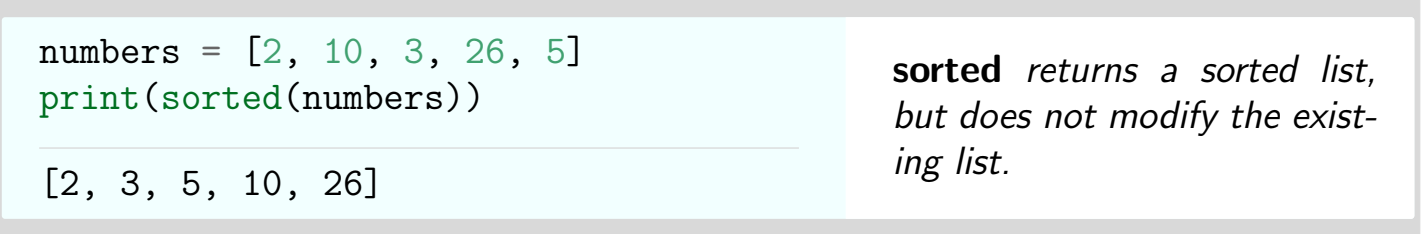 numbers = [2, 10, 3, 26, 5]
print(sorted(numbers))
[2, 3, 5, 10, 26]
sorted returns a sorted list,
but does not modify the exist-
ing list.